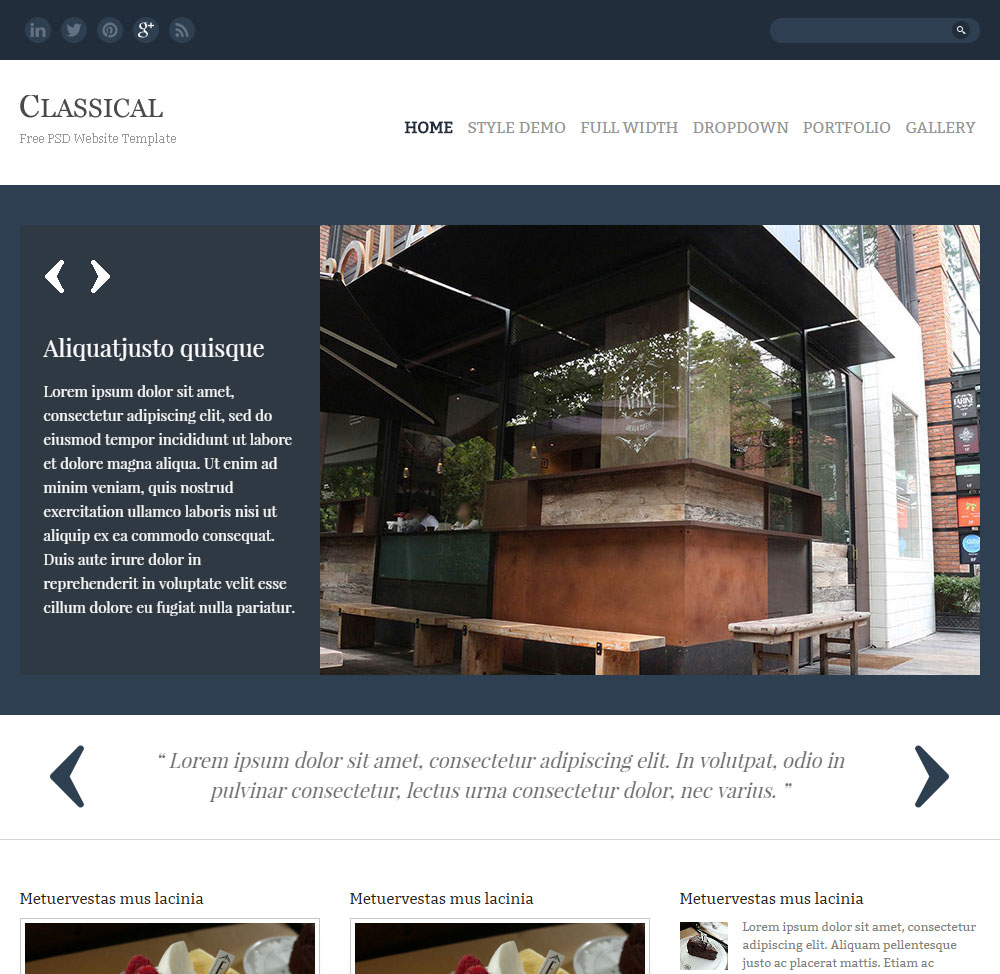 CLASSICAL
Free PSD Website Template
HOME STYLE DEMO FULL WIDTH DROPDOWN PORTFOLIO GALLERY
Aliquatjusto quisque
Lorem ipsum dolor sit amet,
consectetur adipiscing elit, sed do
eiusmod tempor incididunt ut labore
et dolore magna aliqua. Ut enim ad
minim veniam, quis nostrud
exercitation ullamco laboris nisi ut
aliquip ex ea commodo consequat.
Duis aute irure dolor in
reprehenderit in voluptate velit esse
cillum dolore eu fugiat nulla pariatur.
FARINE
“ Lorem ipsum dolor sit amet, consectetur adipiscing elit. In volutpat, odio in
pulvinar consectetur, lectus urna consectetur dolor, nec varius. ”
Metuervestas mus lacinia
Metuervestas mus lacinia
Metuervestas mus lacinia
Lorem ipsum dolor sit amet, consectetur
adipiscing elit. Aliquam pellentesque
justo ac placerat mattis. Etiam ac